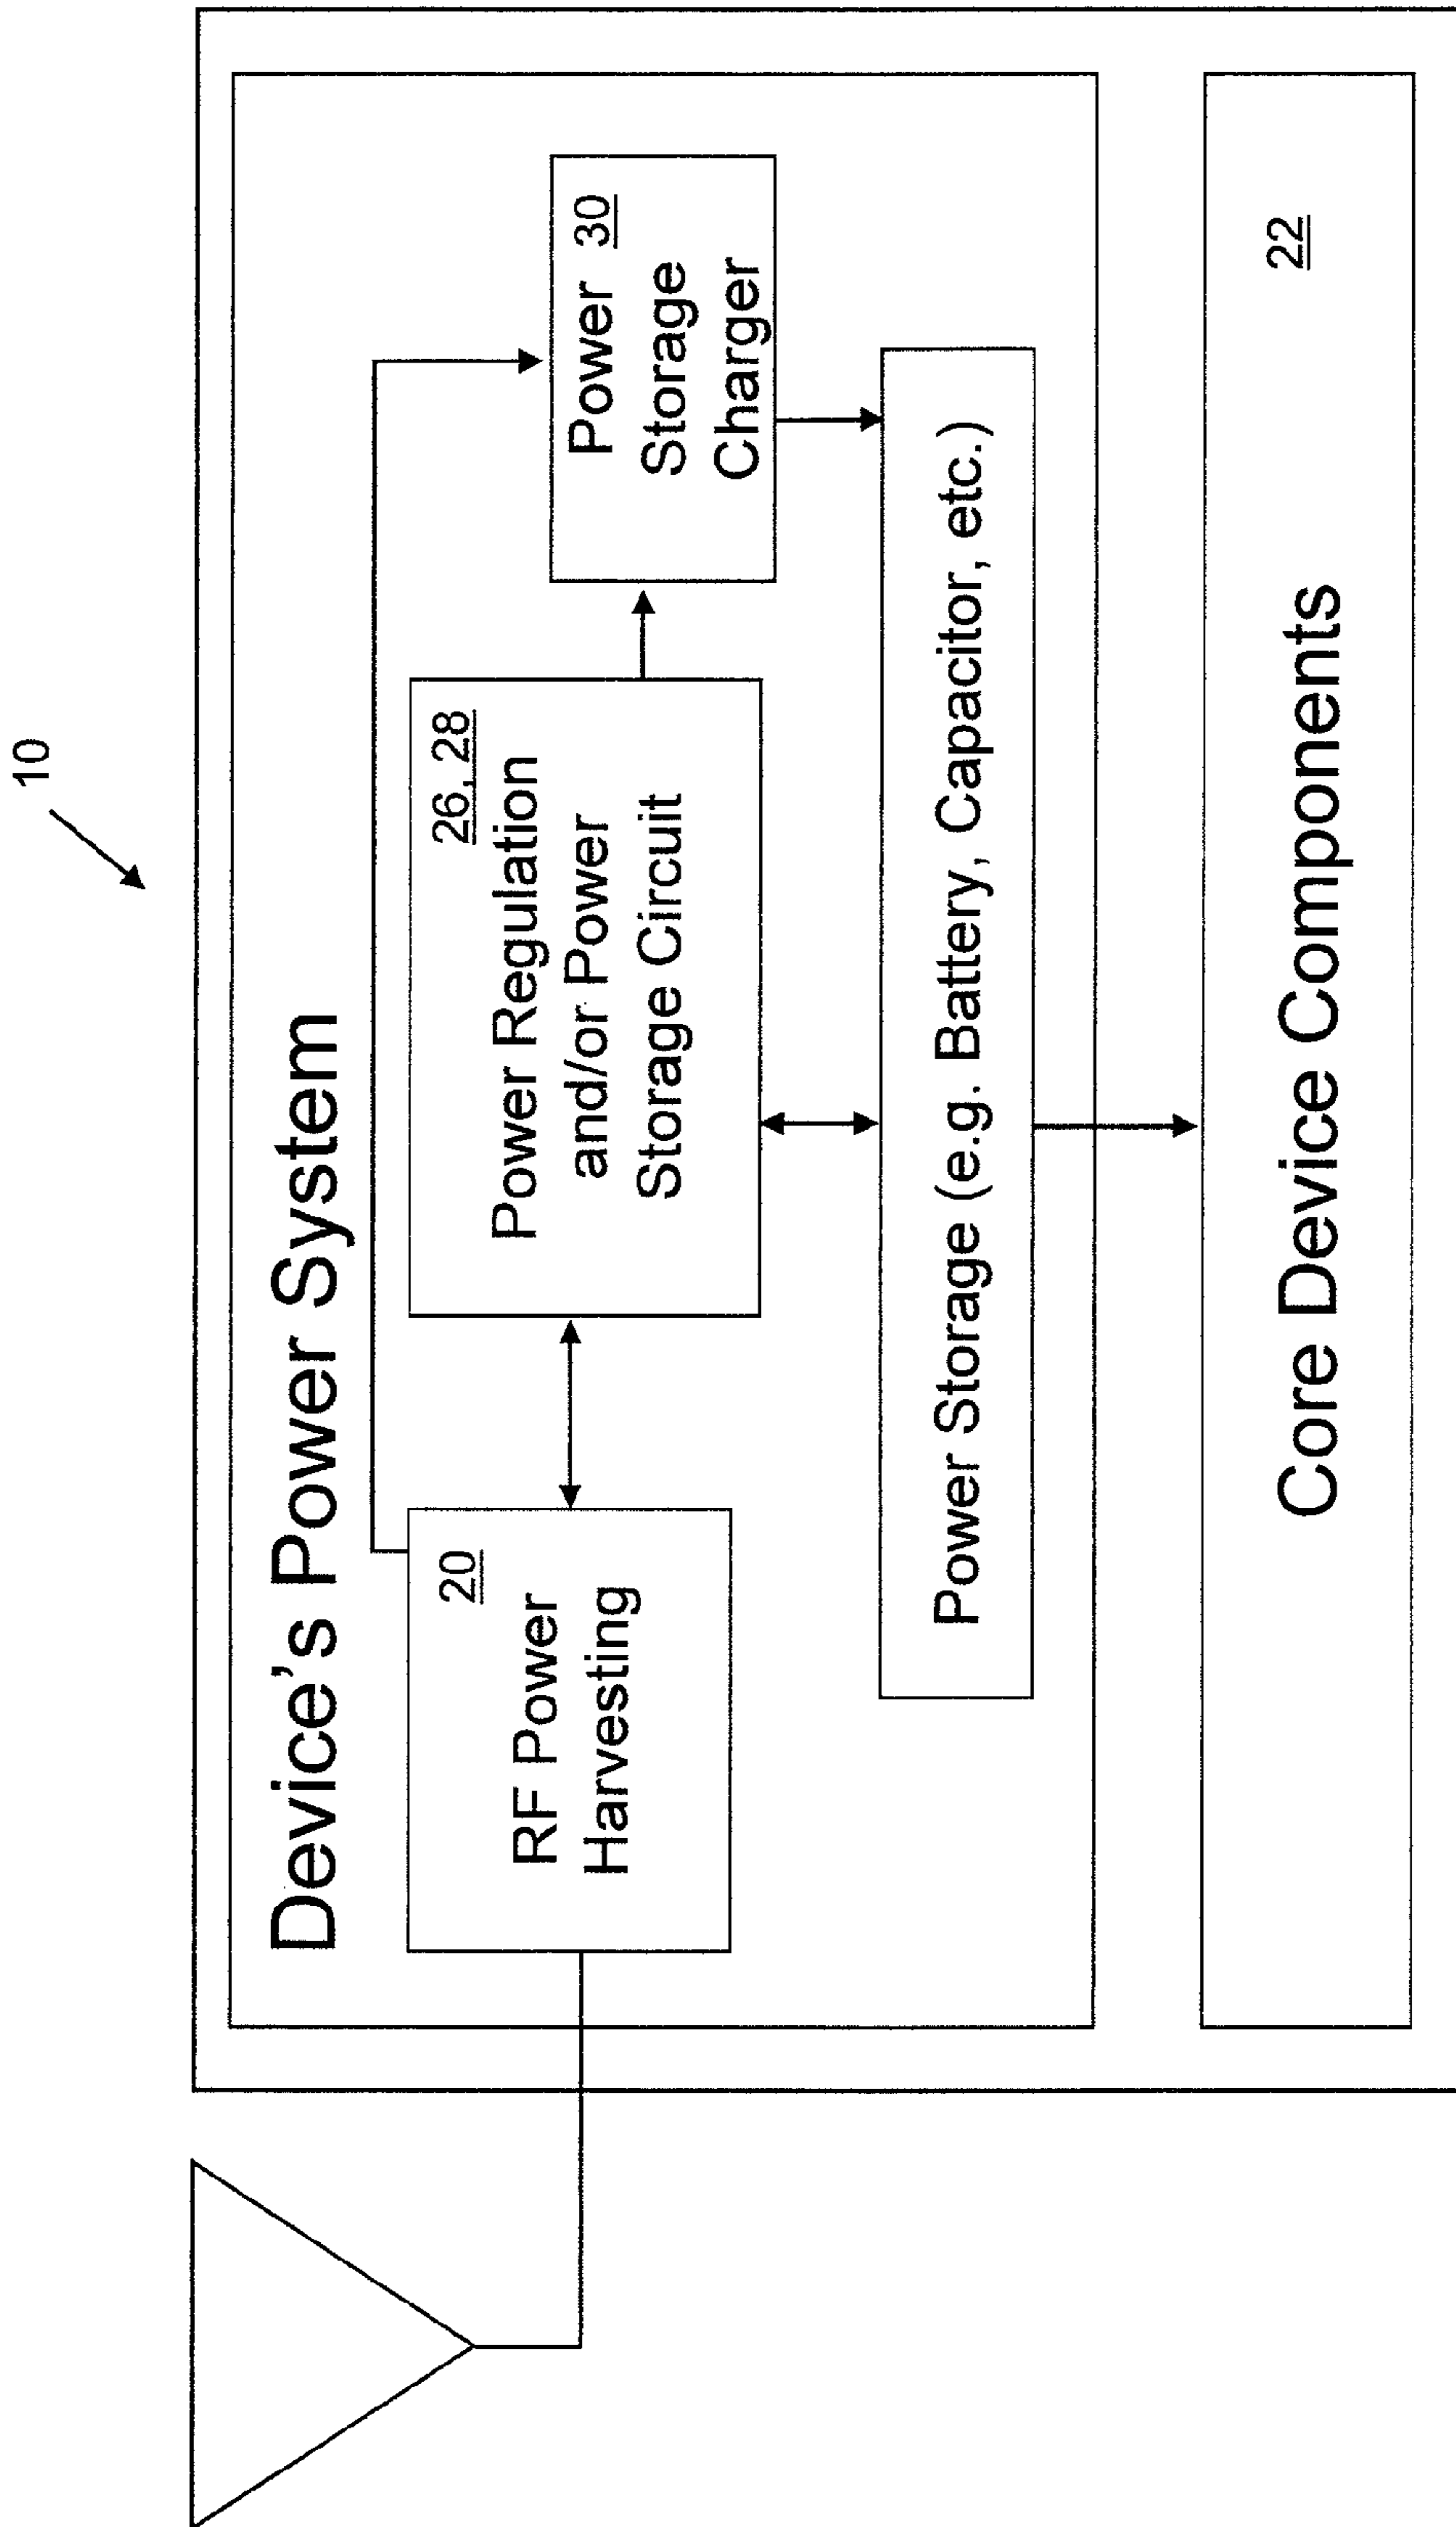 10
Device's Power System
20
RF Power
Harvesting
26, 28
Power Regulation
and/or Power
Storage Circuit
Power 30
Storage
Charger
Power Storage (e.g. Battery, Capacitor, etc.)
22
Core Device Components